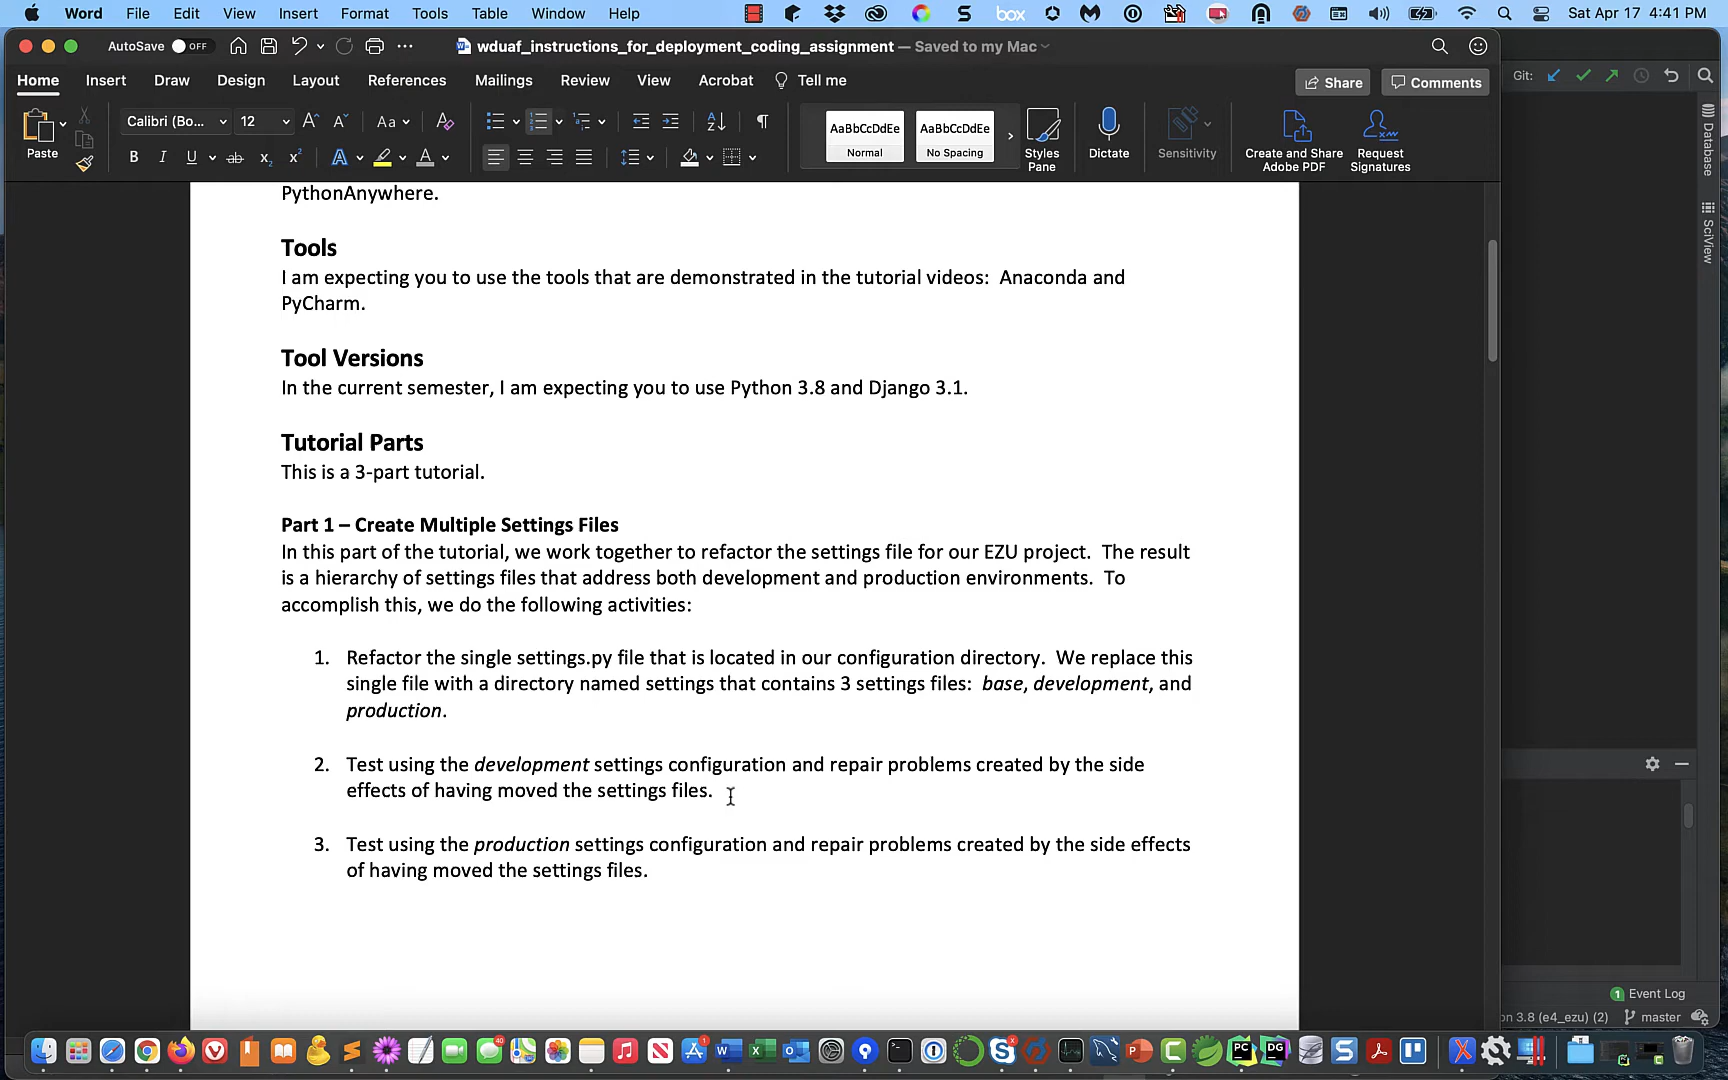 Word File Edit View Insert Format Tools Table Window Help
box
Sat Apr 17 4:41 PM
AutoSave OFF
wduaf_instructions_for_deployment_coding_assignment — Saved to my Mac
Home Insert Draw Design Layout References Mailings Review View Acrobat Tell me
Share Comments
Git:
Paste
Calibri (Bo... 12
AaBbCcDdEe
Normal
AaBbCcDdEe
No Spacing
Styles
Pane
Dictate
Sensitivity
Create and Share
Adobe PDF
Request
Signatures
Database
SciView
PythonAnywhere.
Tools
I am expecting you to use the tools that are demonstrated in the tutorial videos:  Anaconda and
PyCharm.
Tool Versions
In the current semester, I am expecting you to use Python 3.8 and Django 3.1.
Tutorial Parts
This is a 3-part tutorial.
Part 1 – Create Multiple Settings Files
In this part of the tutorial, we work together to refactor the settings file for our EZU project.  The result
is a hierarchy of settings files that address both development and production environments.  To
accomplish this, we do the following activities:
1. Refactor the single settings.py file that is located in our configuration directory.  We replace this
single file with a directory named settings that contains 3 settings files:  base, development, and
production.
2. Test using the development settings configuration and repair problems created by the side
effects of having moved the settings files.
3. Test using the production settings configuration and repair problems created by the side effects
of having moved the settings files.
1 Event Log
on 3.8 (e4_ezu) (2) master